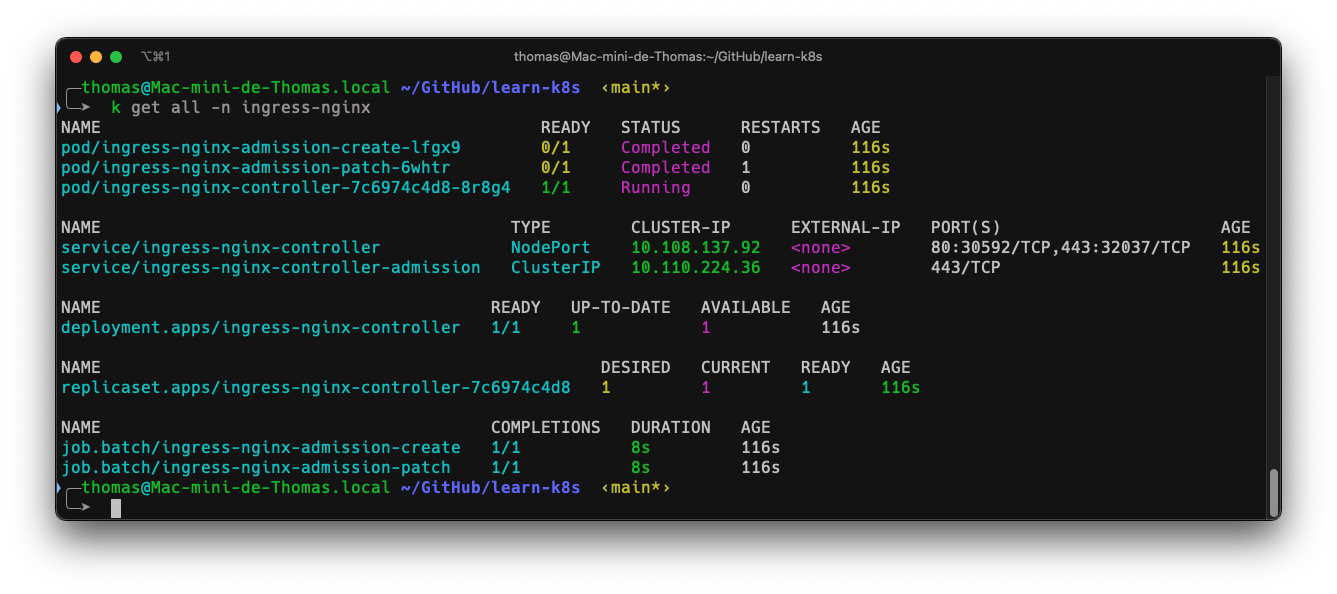 ⌥⌘1
thomas@Mac-mini-de-Thomas:~/GitHub/learn-k8s
thomas@Mac-mini-de-Thomas.local ~/GitHub/learn-k8s ‹main*›
k get all -n ingress-nginx
NAME READY STATUS RESTARTS AGE
pod/ingress-nginx-admission-create-lfgx9 0/1 Completed 0 116s
pod/ingress-nginx-admission-patch-6whtr 0/1 Completed 1 116s
pod/ingress-nginx-controller-7c6974c4d8-8r8g4 1/1 Running 0 116s
NAME TYPE CLUSTER-IP EXTERNAL-IP PORT(S) AGE
service/ingress-nginx-controller NodePort 10.108.137.92 <none> 80:30592/TCP,443:32037/TCP 116s
service/ingress-nginx-controller-admission ClusterIP 10.110.224.36 <none> 443/TCP 116s
NAME READY UP-TO-DATE AVAILABLE AGE
deployment.apps/ingress-nginx-controller 1/1 1 1 116s
NAME DESIRED CURRENT READY AGE
replicaset.apps/ingress-nginx-controller-7c6974c4d8 1 1 1 116s
NAME COMPLETIONS DURATION AGE
job.batch/ingress-nginx-admission-create 1/1 8s 116s
job.batch/ingress-nginx-admission-patch 1/1 8s 116s
thomas@Mac-mini-de-Thomas.local ~/GitHub/learn-k8s ‹main*›